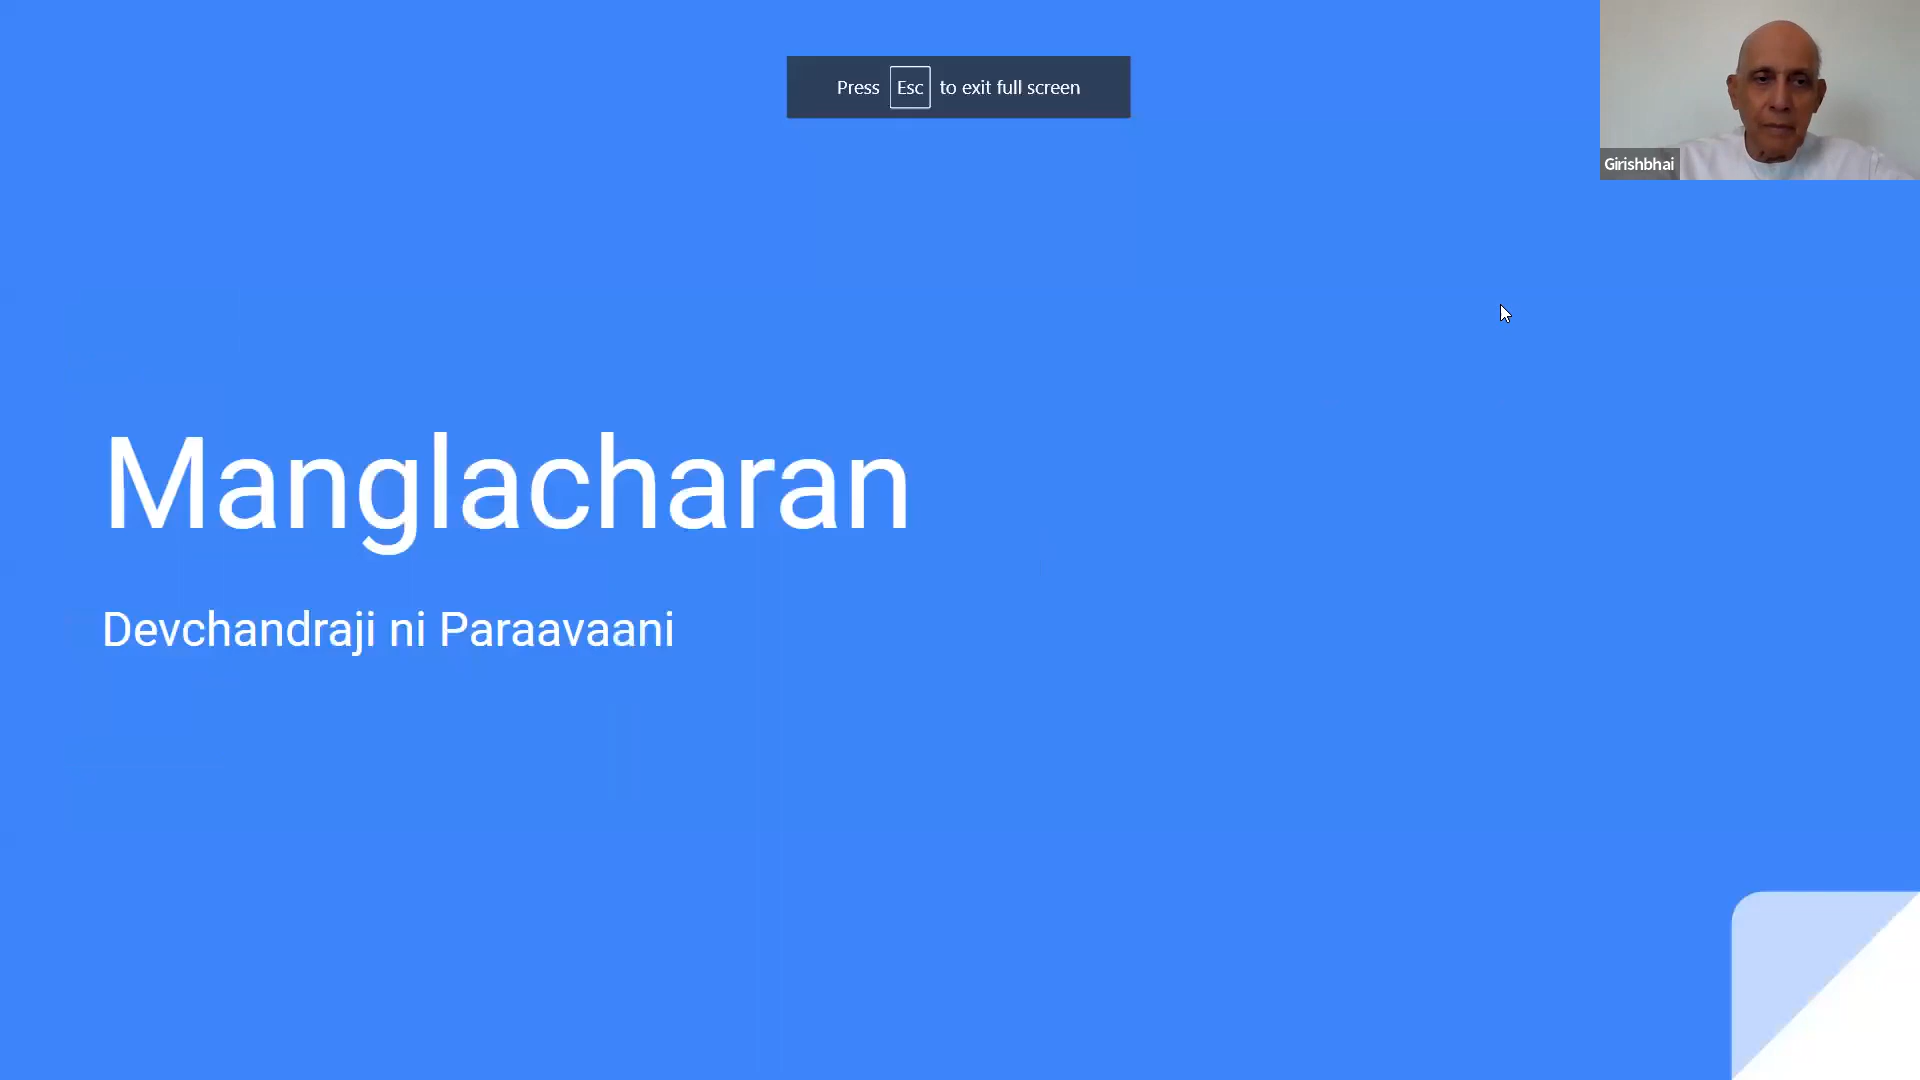 Press Esc to exit full screen
Girishbhai
Manglacharan
Devchandraji ni Paraavaani